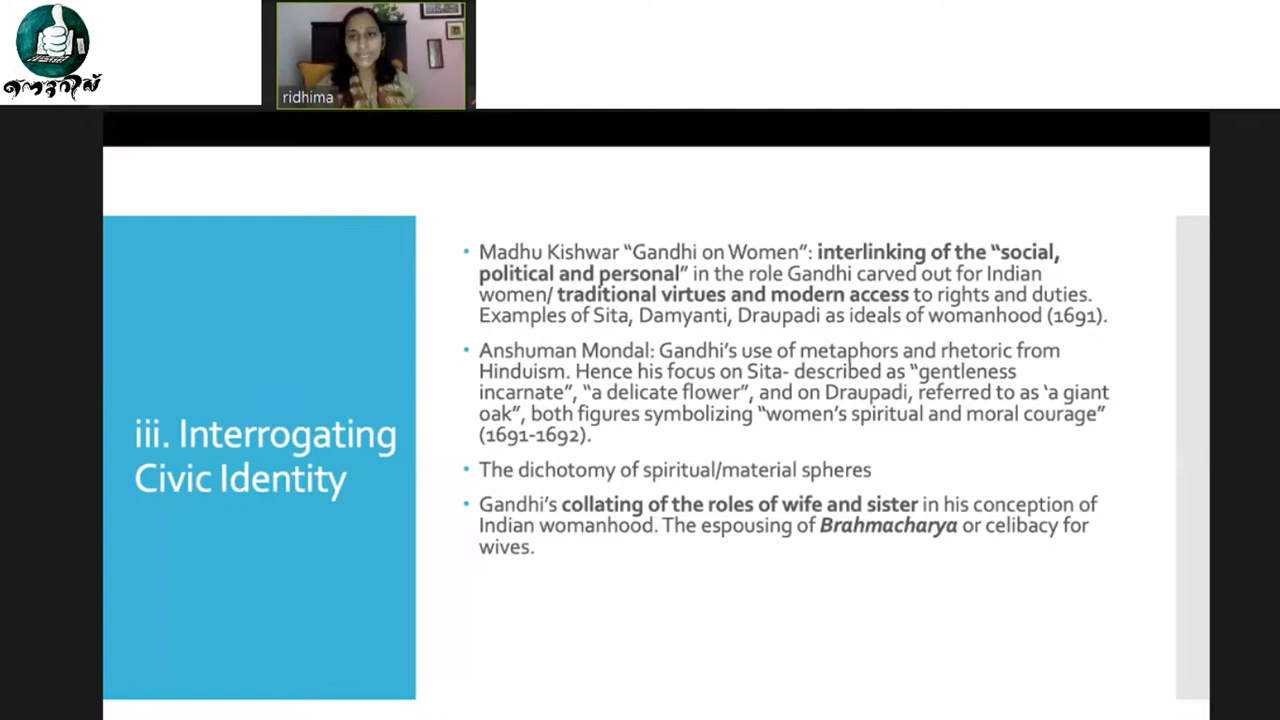 ridhima
iii. Interrogating
Civic Identity
• Madhu Kishwar “Gandhi on Women”: interlinking of the “social,
political and personal” in the role Gandhi carved out for Indian
women/ traditional virtues and modern access to rights and duties.
Examples of Sita, Damyanti, Draupadi as ideals of womanhood (1691).
• Anshuman Mondal: Gandhi’s use of metaphors and rhetoric from
Hinduism. Hence his focus on Sita- described as “gentleness
incarnate”, “a delicate flower”, and on Draupadi, referred to as ‘a giant
oak”, both figures symbolizing “women’s spiritual and moral courage”
(1691-1692).
• The dichotomy of spiritual/material spheres
• Gandhi’s collating of the roles of wife and sister in his conception of
Indian womanhood. The espousing of Brahmacharya or celibacy for
wives.